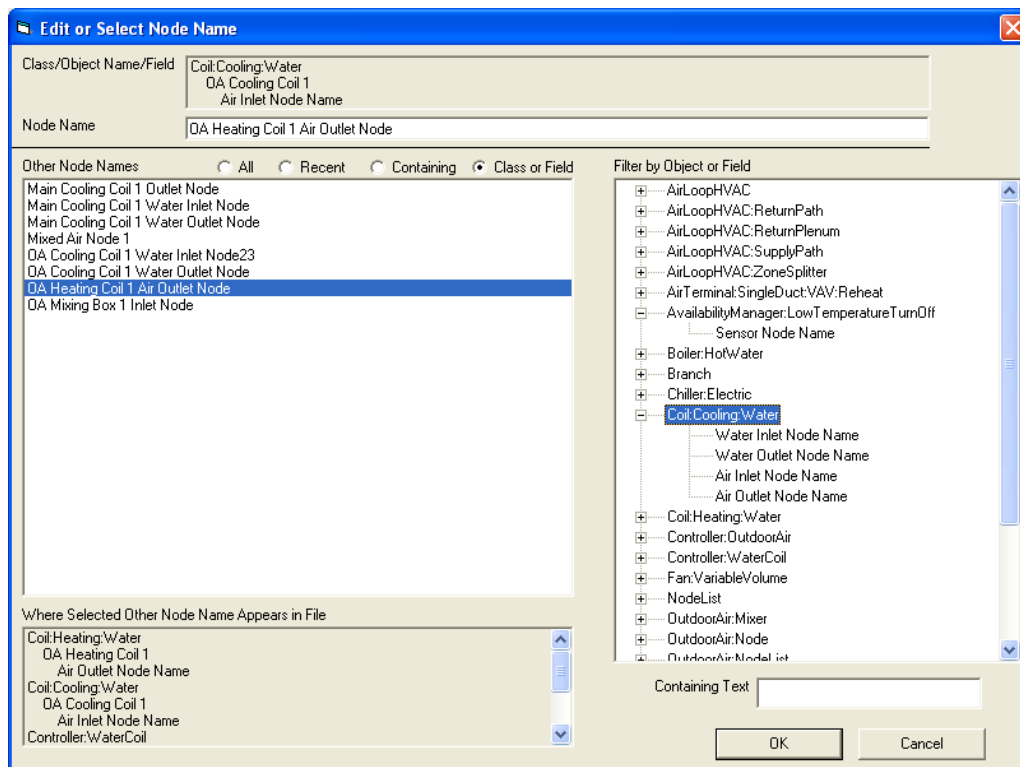 Edit or Select Node Name
Class/Object Name/Field
Coil:Cooling:Water
OA Cooling Coil 1
Air Inlet Node Name
Node Name
OA Heating Coil 1 Air Outlet Node
Other Node Names
All
Recent
Containing
Class or Field
Main Cooling Coil 1 Outlet Node
Main Cooling Coil 1 Water Inlet Node
Main Cooling Coil 1 Water Outlet Node
Mixed Air Node 1
OA Cooling Coil 1 Water Inlet Node23
OA Cooling Coil 1 Water Outlet Node
OA Heating Coil 1 Air Outlet Node
OA Mixing Box 1 Inlet Node
Where Selected Other Node Name Appears in File
Coil:Heating:Water
OA Heating Coil 1
Air Outlet Node Name
Coil:Cooling:Water
OA Cooling Coil 1
Air Inlet Node Name
Controller:WaterCoil
Filter by Object or Field
AirLoopHVAC
AirLoopHVAC:ReturnPath
AirLoopHVAC:ReturnPlenum
AirLoopHVAC:SupplyPath
AirLoopHVAC:ZoneSplitter
AirTerminal:SingleDuct:VAV:Reheat
AvailabilityManager:LowTemperatureTurnOff
Sensor Node Name
Boiler:HotWater
Branch
Chiller:Electric
Coil:Cooling:Water
Water Inlet Node Name
Water Outlet Node Name
Air Inlet Node Name
Air Outlet Node Name
Coil:Heating:Water
Controller:OutdoorAir
Controller:WaterCoil
Fan:VariableVolume
NodeList
OutdoorAir:Mixer
OutdoorAir:Node
OutdoorAir:NodeList
Containing Text
OK
Cancel